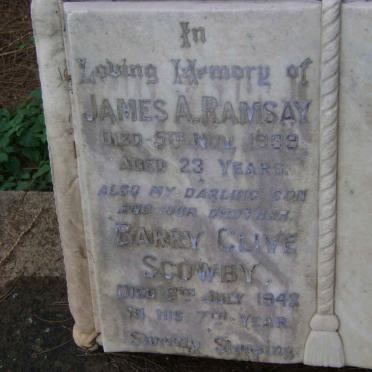 In
Loving Memory of
JAMES A. RAMSAY
DIED 5TH NOV. 1939
AGED 23 YEARS.
ALSO MY DARLING SON
AND OUR BROTHER.
BARRY CLIVE
SCOWBY.
DIED 2ND JULY 1942
IN HIS 7TH YEAR.
Sweetly Sleeping